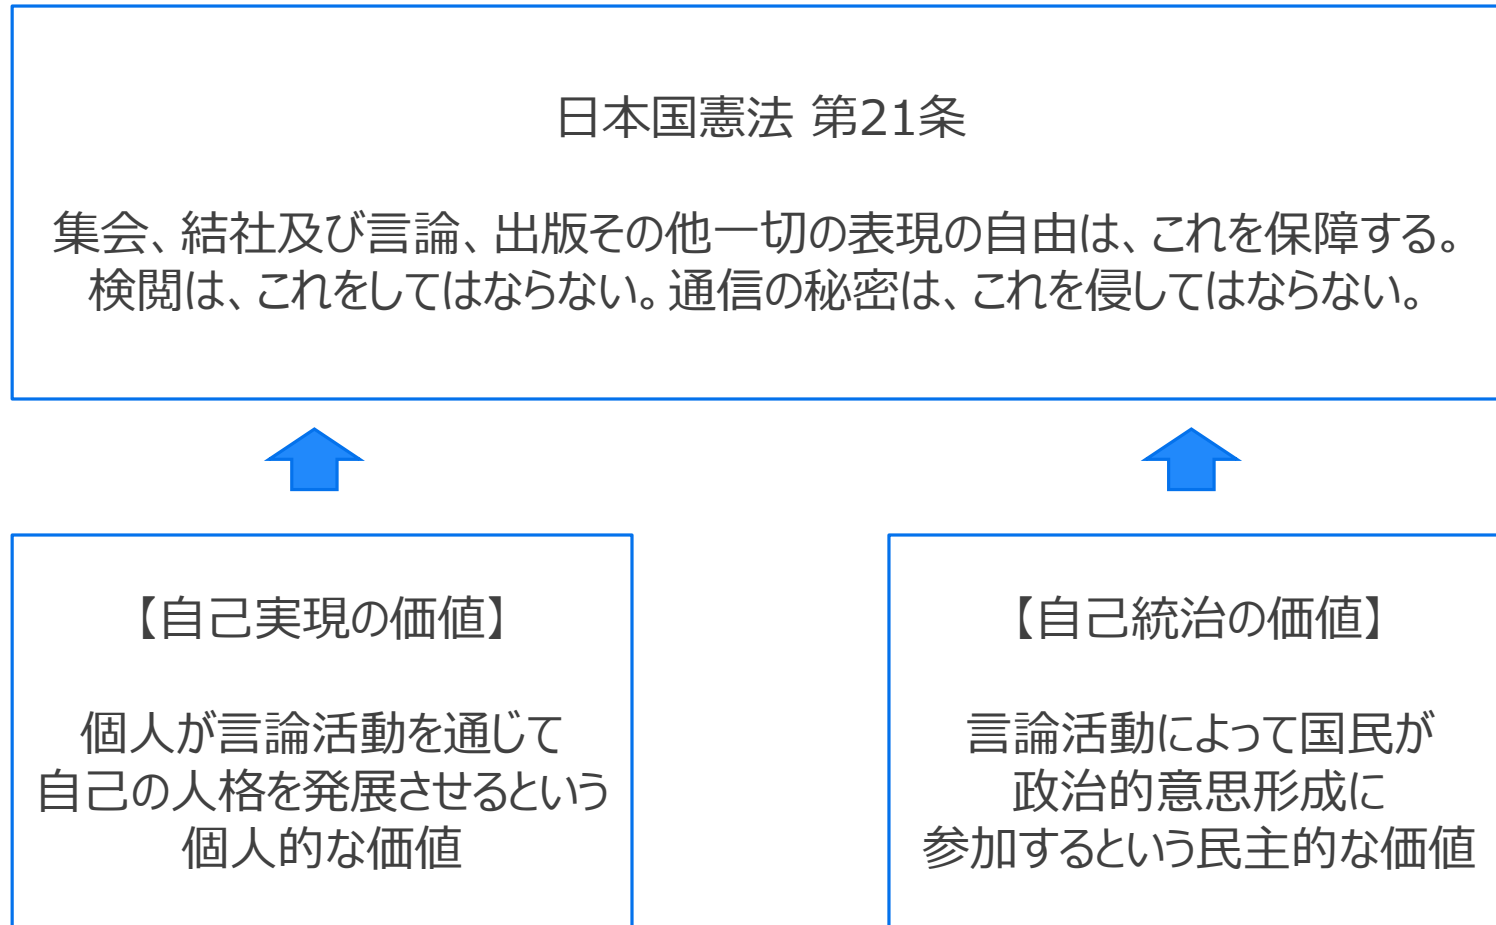 日本国憲法 第21条
集会、結社及び言論、出版その他一切の表現の自由は、これを保障する。
検閲は、これをしてはならない。通信の秘密は、これを侵してはならない。
【自己実現の価値】
個人が言論活動を通じて
自己の人格を発展させるという
個人的な価値
【自己統治の価値】
言論活動によって国民が
政治的意思形成に
参加するという民主的な価値